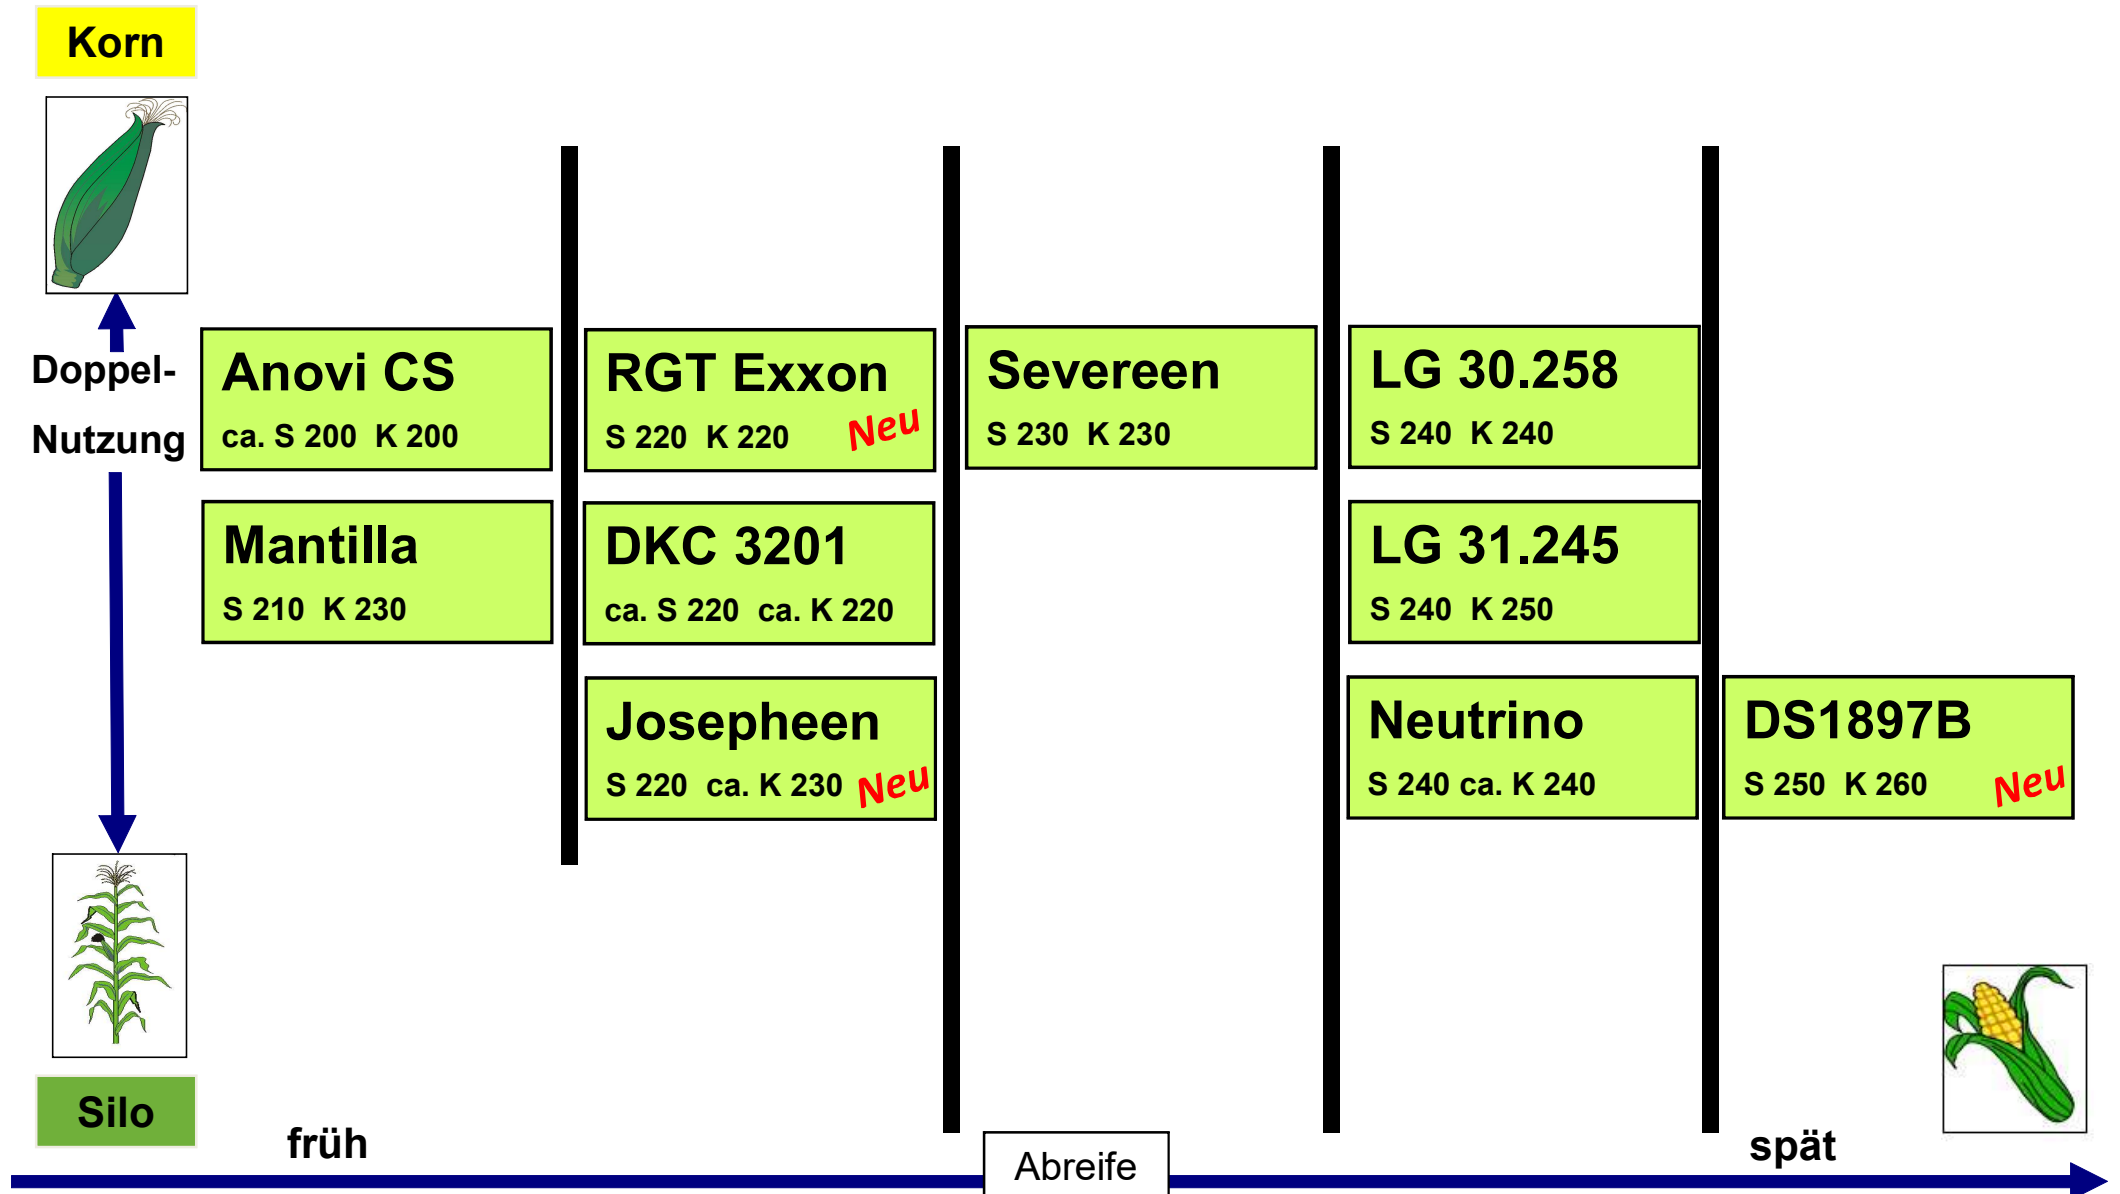 Korn
Doppel-
Nutzung
Anovi CS
ca. S 200  K 200
Mantilla
S 210  K 230
RGT Exxon
S 220  K 220
Neu
DKC 3201
ca. S 220  ca. K 220
Josepheen
S 220  ca. K 230
Neu
Severeen
S 230  K 230
LG 30.258
S 240  K 240
LG 31.245
S 240  K 250
Neutrino
S 240 ca. K 240
DS1897B
S 250  K 260
Neu
Silo
früh
Abreife
spät